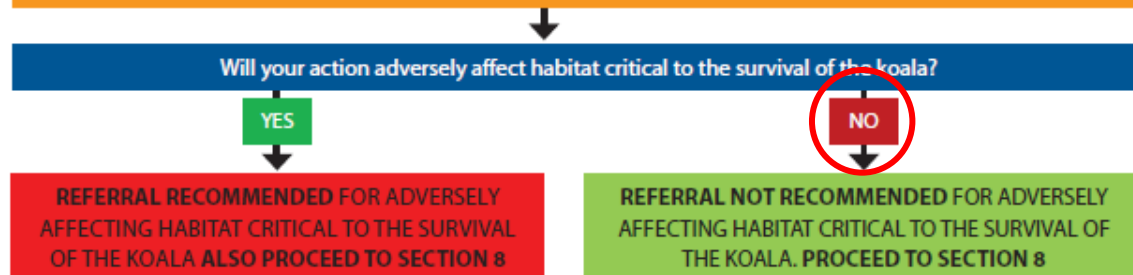 Will your action adversely affect habitat critical to the survival of the koala?
YES
NO
REFERRAL RECOMMENDED FOR ADVERSELY
AFFECTING HABITAT CRITICAL TO THE SURVIVAL
OF THE KOALA ALSO PROCEED TO SECTION 8
REFERRAL NOT RECOMMENDED FOR ADVERSELY
AFFECTING HABITAT CRITICAL TO THE SURVIVAL OF
THE KOALA. PROCEED TO SECTION 8